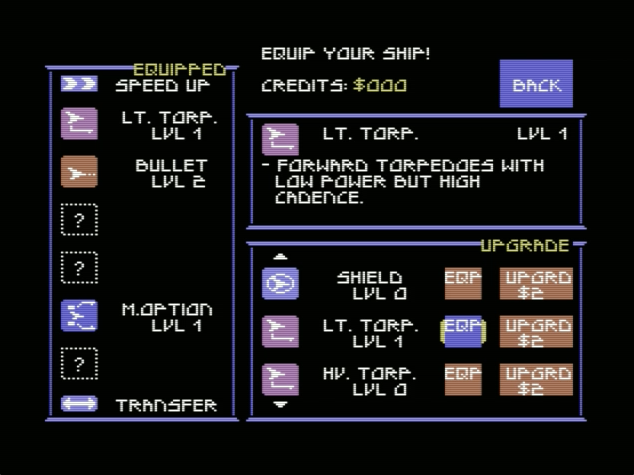 EQUIP YOUR SHIP!
CREDITS: $000
BACK
EQUIPPED
SPEED UP
LT. TORP.
LVL 1
BULLET
LVL 2
?
?
M.OPTION
LVL 1
?
TRANSFER
LT. TORP. LVL 1
- FORWARD TORPEDOES WITH
LOW POWER BUT HIGH
CADENCE.
UPGRADE
SHIELD EQP UPGRD
LVL 0 $2
LT. TORP. EQP UPGRD
LVL 1 $2
HV. TORP. EQP UPGRD
LVL 0 $2